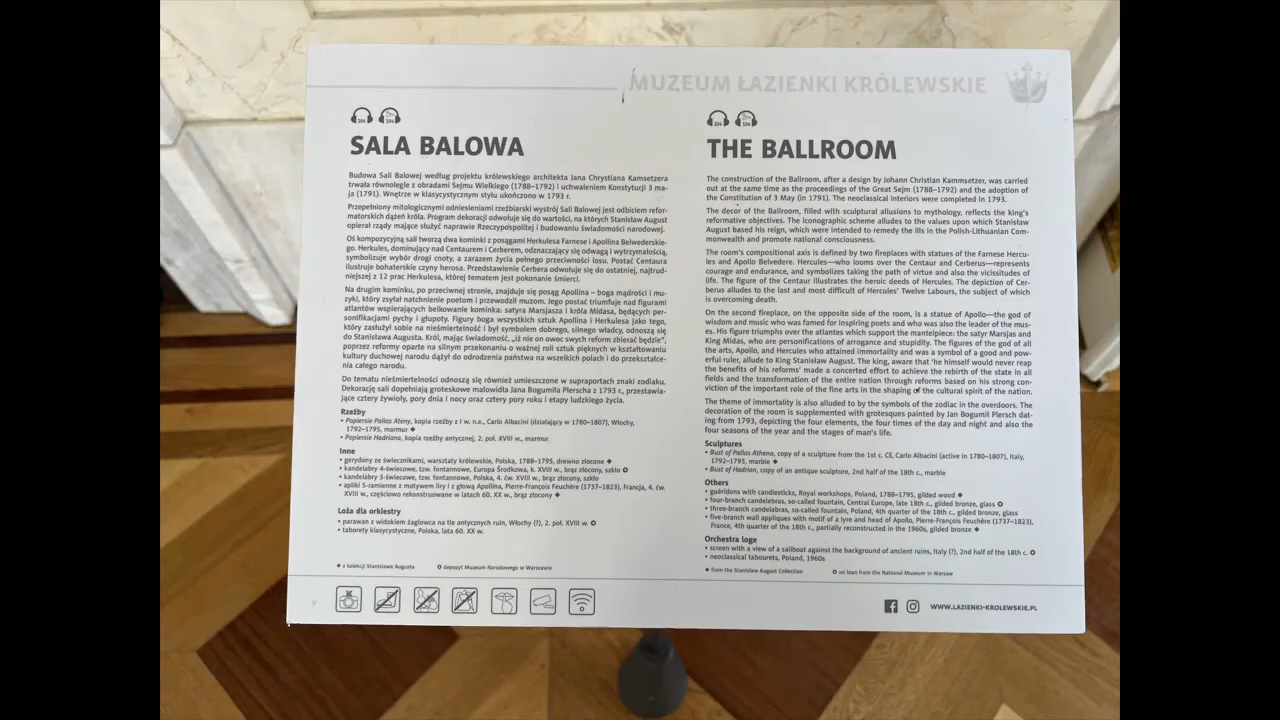 MUZEUM ŁAZIENKI KRÓLEWSKIE
SALA BALOWA
Budowa Sali Balowej według projektu królewskiego architekta Jana Chrystiana Kamsetzera
trwała równolegle z obradami Sejmu Wielkiego (1788–1792) i uchwaleniem Konstytucji 3 ma-
ja (1791). Wnętrze w klasycystycznym stylu ukończono w 1793 r.
Przepełniony mitologicznymi odniesieniami rzeźbiarski wystrój Sali Balowej jest odbiciem refor-
matorskich dążeń króla. Program dekoracji odwołuje się do wartości, na których Stanisław August
opierał rządy mające służyć naprawie Rzeczypospolitej i budowaniu świadomości narodowej.
Oś kompozycyjną sali tworzą dwa kominki z posągami Herkulesa Farnese i Apollina Belwederskie-
go. Herkules, dominujący nad Centaurem i Cerberem, odznaczający się odwagą i wytrzymałością,
symbolizuje wybór drogi cnoty, a zarazem życia pełnego przeciwności losu. Postać Centaura
ilustruje bohaterskie czyny herosa. Przedstawienie Cerbera odwołuje się do ostatniej, najtrud-
niejszej z 12 prac Herkulesa, której tematem jest pokonanie śmierci.
Na drugim kominku, po przeciwnej stronie, znajduje się posąg Apollina – boga mądrości i mu-
zyki, który zsyłał natchnienie poetom i przewodził muzom. Jego postać triumfuje nad figurami
atlantów wspierających belkowanie kominka: satyra Marsjasza i króla Midasa, będących per-
sonifikacjami pychy i głupoty. Figury boga wszystkich sztuk Apollina i Herkulesa jako tego,
który zasłużył sobie na nieśmiertelność i był symbolem dobrego, silnego władcy, odnoszą się
do Stanisława Augusta. Król, mając świadomość, „iż nie on owoc swych reform zbierać będzie”,
poprzez reformy oparte na silnym przekonaniu o ważnej roli sztuk pięknych w kształtowaniu
kultury duchowej narodu dążył do odrodzenia państwa na wszelkich polach i do przekształce-
nia całego narodu.
Do tematu nieśmiertelności odnoszą się również umieszczone w supraportach znaki zodiaku.
Dekorację sali dopełniają groteskowe malowidła Jana Bogumiła Plerscha z 1793 r., przestawia-
jące cztery żywioły, pory dnia i nocy oraz cztery pory roku i etapy ludzkiego życia.
Rzeźby
• Popiersie Pallas Ateny, kopia rzeźby z I w. n.e., Carlo Albacini (działający w 1780–1807), Włochy,
1792–1795, marmur ◆
• Popiersie Hadriana, kopia rzeźby antycznej, 2. poł. XVIII w., marmur
Inne
• gerydony ze świecznikami, warsztaty królewskie, Polska, 1788–1795, drewno złocone ◆
• kandelabry 4-świecowe, tzw. fontannowe, Europa Środkowa, k. XVIII w., brąz złocony, szkło ✪
• kandelabry 3-świecowe, tzw. fontannowe, Polska, 4. ćw. XVIII w., brąz złocony, szkło
• apliki 5-ramienne z motywem liry i z głową Apollina, Pierre-François Feuchère (1737–1823), Francja, 4. ćw.
XVIII w., częściowo rekonstruowane w latach 60. XX w., brąz złocony ◆
Loża dla orkiestry
• parawan z widokiem żaglowca na tle antycznych ruin, Włochy (?), 2. poł. XVIII w. ✪
• taborety klasycystyczne, Polska, lata 60. XX w.
◆ z kolekcji Stanisława Augusta ✪ depozyt Muzeum Narodowego w Warszawie
THE BALLROOM
The construction of the Ballroom, after a design by Johann Christian Kammsetzer, was carried
out at the same time as the proceedings of the Great Sejm (1788–1792) and the adoption of
the Constitution of 3 May (in 1791). The neoclassical interiors were completed in 1793.
The decor of the Ballroom, filled with sculptural allusions to mythology, reflects the king's
reformative objectives. The iconographic scheme alludes to the values upon which Stanisław
August based his reign, which were intended to remedy the ills in the Polish-Lithuanian Com-
monwealth and promote national consciousness.
The room's compositional axis is defined by two fireplaces with statues of the Farnese Hercu-
les and Apollo Belvedere. Hercules—who looms over the Centaur and Cerberus—represents
courage and endurance, and symbolizes taking the path of virtue and also the vicissitudes of
life. The figure of the Centaur illustrates the heroic deeds of Hercules. The depiction of Cer-
berus alludes to the last and most difficult of Hercules' Twelve Labours, the subject of which
is overcoming death.
On the second fireplace, on the opposite side of the room, is a statue of Apollo—the god of
wisdom and music who was famed for inspiring poets and who was also the leader of the mus-
es. His figure triumphs over the atlantes which support the mantelpiece: the satyr Marsjas and
King Midas, who are personifications of arrogance and stupidity. The figures of the god of all
the arts, Apollo, and Hercules who attained immortality and was a symbol of a good and pow-
erful ruler, allude to King Stanisław August. The king, aware that 'he himself would never reap
the benefits of his reforms' made a concerted effort to achieve the rebirth of the state in all
fields and the transformation of the entire nation through reforms based on his strong con-
viction of the important role of the fine arts in the shaping of the cultural spirit of the nation.
The theme of immortality is also alluded to by the symbols of the zodiac in the overdoors. The
decoration of the room is supplemented with grotesques painted by Jan Bogumił Plersch dat-
ing from 1793, depicting the four elements, the four times of the day and night and also the
four seasons of the year and the stages of man's life.
Sculptures
• Bust of Pallas Athena, copy of a sculpture from the 1st c. CE, Carlo Albacini (active in 1780–1807), Italy,
1792–1795, marble ◆
• Bust of Hadrian, copy of an antique sculpture, 2nd half of the 18th c., marble
Others
• guéridons with candlesticks, Royal workshops, Poland, 1788–1795, gilded wood ◆
• four-branch candelebras, so-called fountain, Central Europe, late 18th c., gilded bronze, glass ✪
• three-branch candelabras, so-called fountain, Poland, 4th quarter of the 18th c., gilded bronze, glass
• five-branch wall appliques with motif of a lyre and head of Apollo, Pierre-François Feuchère (1737–1823),
France, 4th quarter of the 18th c., partially reconstructed in the 1960s, gilded bronze ◆
Orchestra loge
• screen with a view of a sailboat against the background of ancient ruins, Italy (?), 2nd half of the 18th c. ✪
• neoclassical tabourets, Poland, 1960s
◆ from the Stanisław August Collection ✪ on loan from the National Museum in Warsaw
WWW.LAZIENKI-KROLEWSKIE.PL